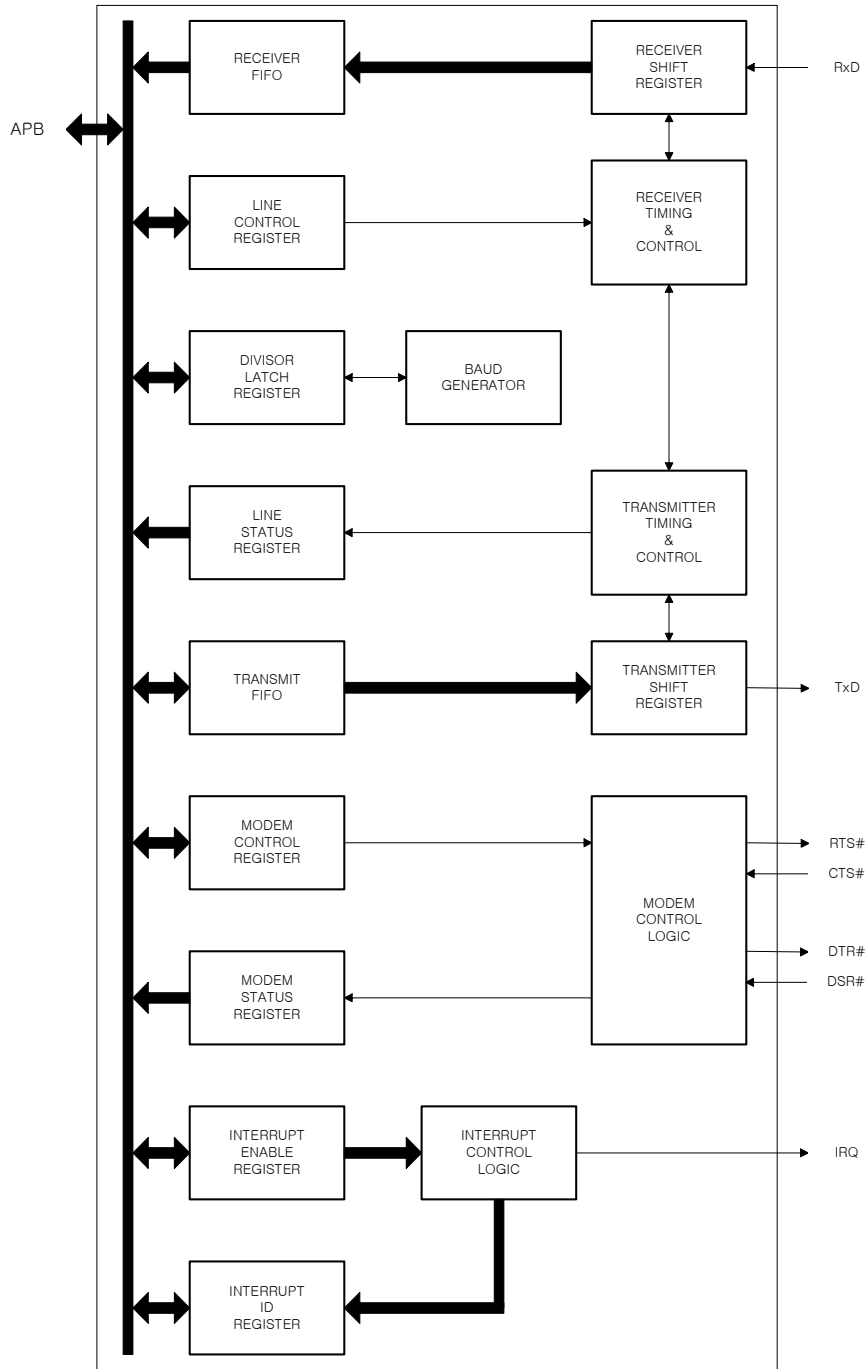 RECEIVER
FIFO
RECEIVER
SHIFT
REGISTER
RxD
APB
LINE
CONTROL
REGISTER
RECEIVER
TIMING
&
CONTROL
DIVISOR
LATCH
REGISTER
BAUD
GENERATOR
LINE
STATUS
REGISTER
TRANSMITTER
TIMING
&
CONTROL
TRANSMIT
FIFO
TRANSMITTER
SHIFT
REGISTER
TxD
MODEM
CONTROL
REGISTER
MODEM
CONTROL
LOGIC
RTS#
CTS#
DTR#
DSR#
MODEM
STATUS
REGISTER
INTERRUPT
ENABLE
REGISTER
INTERRUPT
CONTROL
LOGIC
IRQ
INTERRUPT
ID
REGISTER